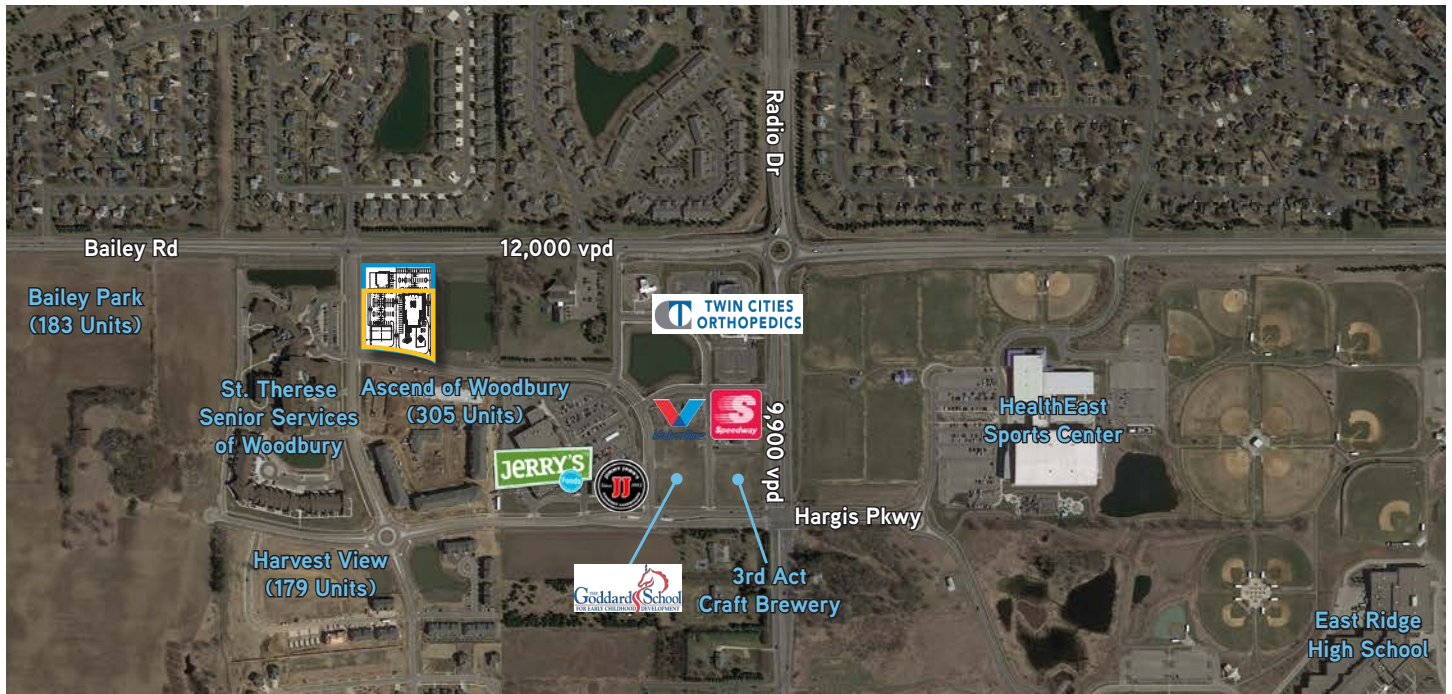 Radio Dr
Bailey Rd
12,000 vpd
Bailey Park
(183 Units)
TWIN CITIES
ORTHOPEDICS
St. Therese
Senior Services
of Woodbury
Ascend of Woodbury
(305 Units)
Speedway
9,900 vpd
HealthEast
Sports Center
JERRY'S
Foods
JJ
Hargis Pkwy
Harvest View
(179 Units)
THE
Goddard School
FOR EARLY CHILDHOOD DEVELOPMENT
3rd Act
Craft Brewery
East Ridge
High School